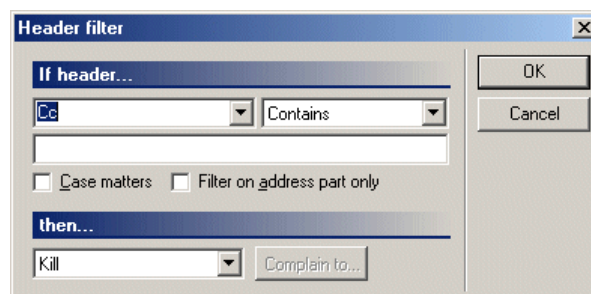 Header filter
If header...
OK
Cc
Contains
Cancel
Case matters
Filter on address part only
then...
Kill
Complain to...